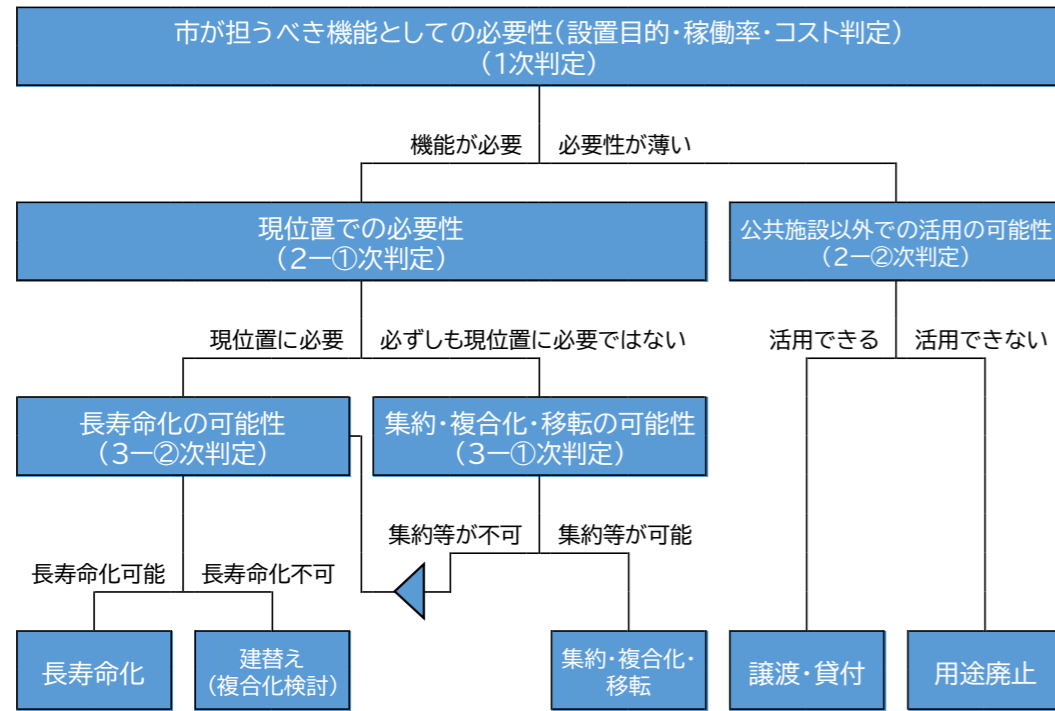 市が担うべき機能としての必要性(設置目的・稼働率・コスト判定)
(1次判定)
機能が必要
必要性が薄い
現位置での必要性
(2ー①次判定)
公共施設以外での活用の可能性
(2ー②次判定)
現位置に必要
必ずしも現位置に必要ではない
活用できる
活用できない
長寿命化の可能性
(3ー②次判定)
集約・複合化・移転の可能性
(3ー①次判定)
集約等が不可
集約等が可能
長寿命化可能
長寿命化不可
長寿命化
建替え
(複合化検討)
集約・複合化・
移転
譲渡・貸付
用途廃止